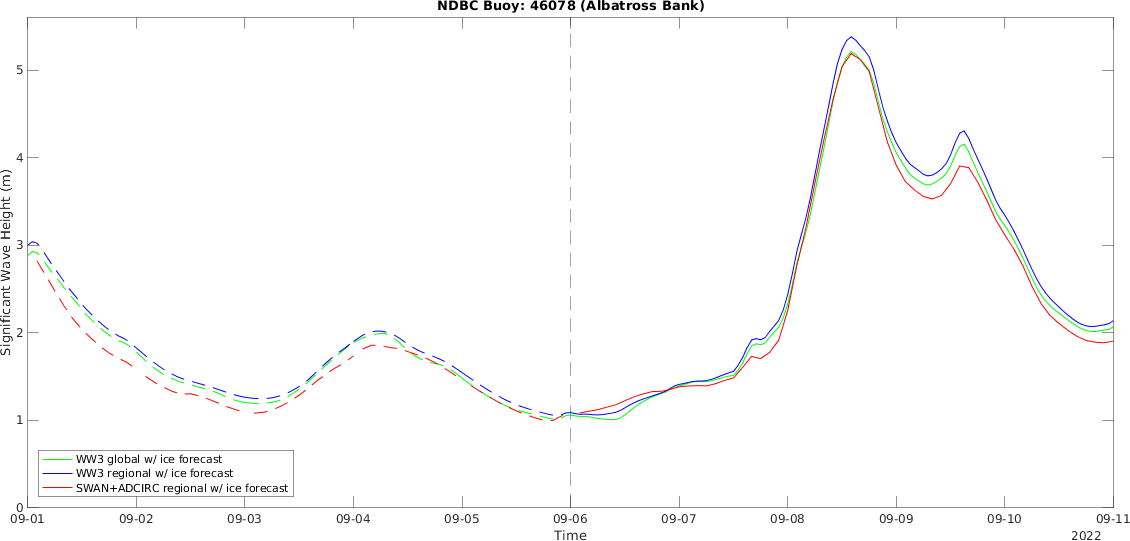 NDBC Buoy: 46078 (Albatross Bank)
Significant Wave Height (m)
5
4
3
2
1
0
WW3 global w/ ice forecast
WW3 regional w/ ice forecast
SWAN+ADCIRC regional w/ ice forecast
09-01 09-02 09-03 09-04 09-05 09-06 09-07 09-08 09-09 09-10 09-11
Time
2022